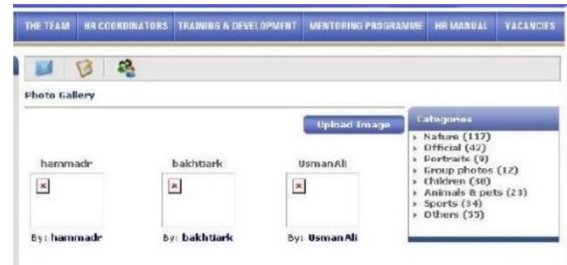 THE TEAM HR COORDINATORS TRAINING & DEVELOPMENT MENTORING PROGRAMME HR MANUAL VACANCIES
Photo Gallery
Upload Image
Categories
Nature (117)
Official (42)
Portraits (9)
Group photos (12)
Children (30)
Animals & pets (23)
Sports (34)
Others (55)
hammadr bakhtiark UsmanAli
By: hammadr By: bakhtiark By: UsmanAli